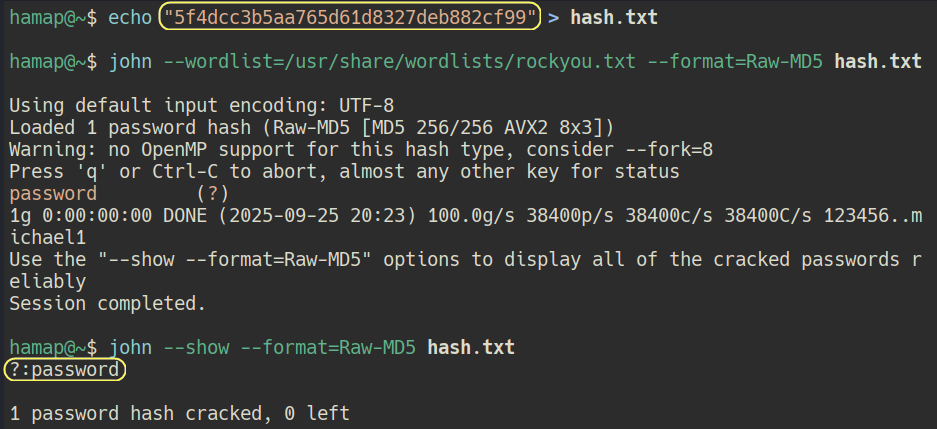 hamap@~$ echo "5f4dcc3b5aa765d61d8327deb882cf99" > hash.txt
hamap@~$ john --wordlist=/usr/share/wordlists/rockyou.txt --format=Raw-MD5 hash.txt
Using default input encoding: UTF-8
Loaded 1 password hash (Raw-MD5 [MD5 256/256 AVX2 8x3])
Warning: no OpenMP support for this hash type, consider --fork=8
Press 'q' or Ctrl-C to abort, almost any other key for status
password         (?)
1g 0:00:00:00 DONE (2025-09-25 20:23) 100.0g/s 38400p/s 38400c/s 38400C/s 123456..m
ichael1
Use the "--show --format=Raw-MD5" options to display all of the cracked passwords r
eliably
Session completed.
hamap@~$ john --show --format=Raw-MD5 hash.txt
?:password
1 password hash cracked, 0 left